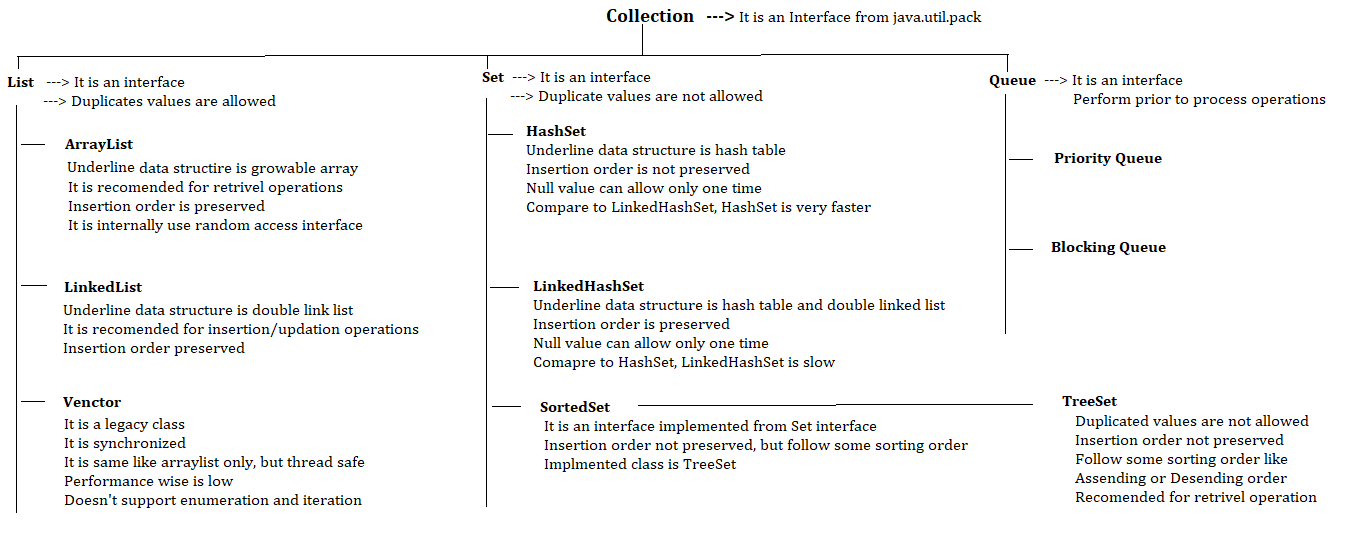 Collection ---> It is an Interface from java.util.pack
List ---> It is an interface
---> Duplicates values are allowed
ArrayList
Underline data structire is growable array
It is recomended for retrivel operations
Insertion order is preserved
It is internally use random access interface
LinkedList
Underline data structure is double link list
It is recomended for insertion/updation operations
Insertion order preserved
Venctor
It is a legacy class
It is synchronized
It is same like arraylist only, but thread safe
Performance wise is low
Doesn't support enumeration and iteration
Set ---> It is an interface
---> Duplicate values are not allowed
HashSet
Underline data structure is hash table
Insertion order is not preserved
Null value can allow only one time
Compare to LinkedHashSet, HashSet is very faster
LinkedHashSet
Underline data structure is hash table and double linked list
Insertion order is preserved
Null value can allow only one time
Comapre to HashSet, LinkedHashSet is slow
SortedSet
It is an interface implemented from Set interface
Insertion order not preserved, but follow some sorting order
Implmented class is TreeSet
Queue ---> It is an interface
Perform prior to process operations
Priority Queue
Blocking Queue
TreeSet
Duplicated values are not allowed
Insertion order not preserved
Follow some sorting order like
Assending or Desending order
Recomended for retrivel operation